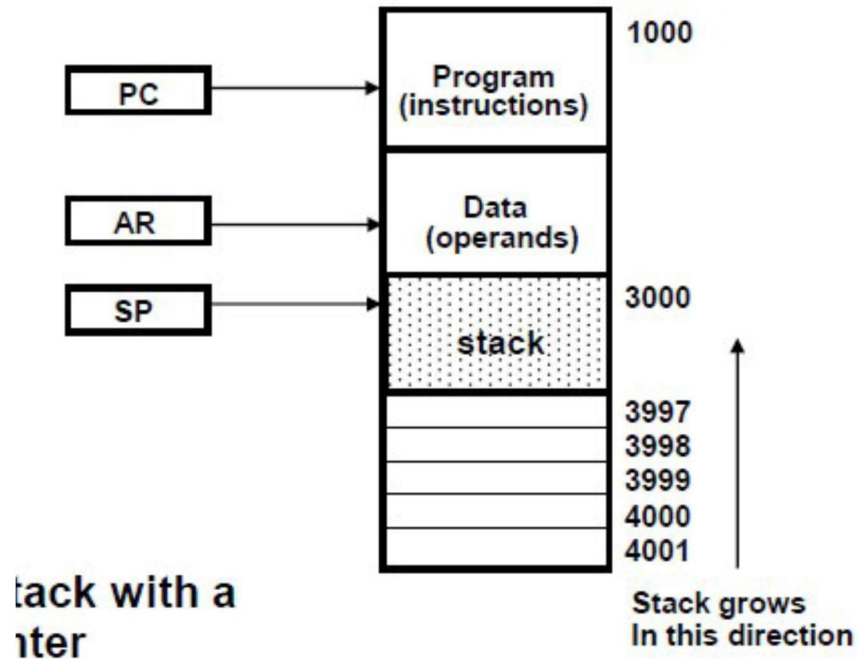 1000
PC
Program
(instructions)
AR
Data
(operands)
SP
3000
stack
3997
3998
3999
4000
4001
tack with a
nter
Stack grows
In this direction